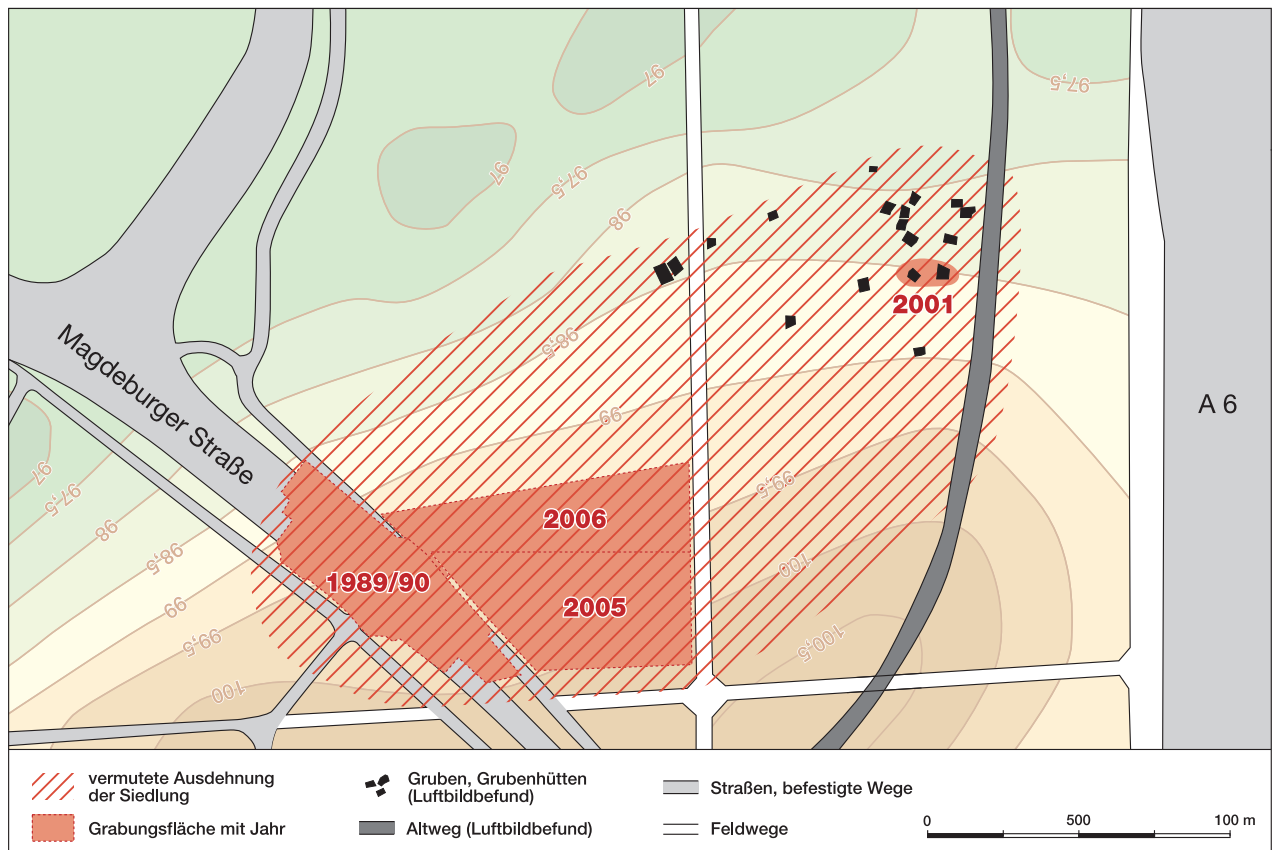 97
97,5
97
97,5
98
2001
98,5
Magdeburger Straße
A 6
99
97
97,5
99,5
98
2006
98,5
100
1989/90
99
2005
99,5
100,5
100
vermutete Ausdehnung
der Siedlung
Gruben, Grubenhütten
(Luftbildbefund)
Straßen, befestigte Wege
Grabungsfläche mit Jahr
Altweg (Luftbildbefund)
Feldwege
0 500 100 m